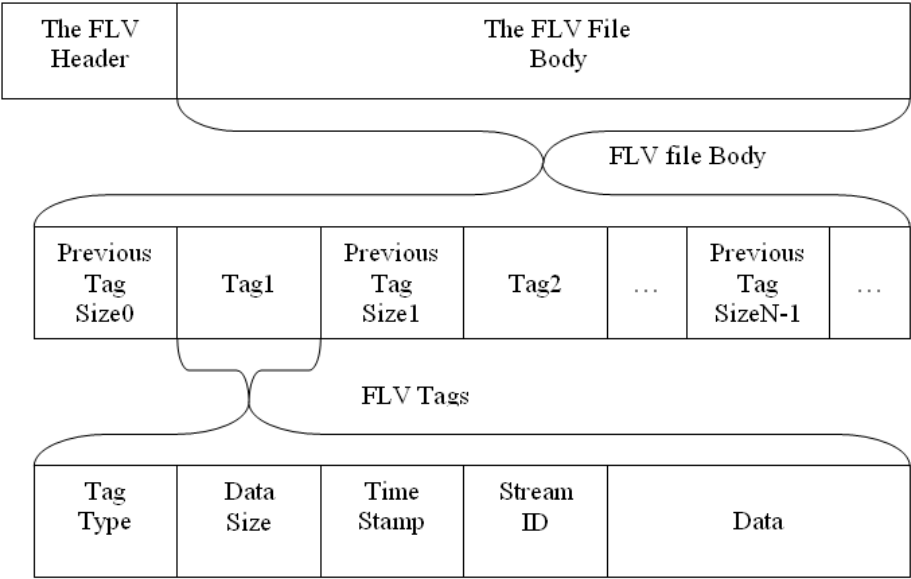 The FLV
Header
The FLV File
Body
FLV file Body
Previous
Tag
Size0
Tag1
Previous
Tag
Size1
Tag2
...
Previous
Tag
SizeN-1
...
FLV Tags
Tag
Type
Data
Size
Time
Stamp
Stream
ID
Data